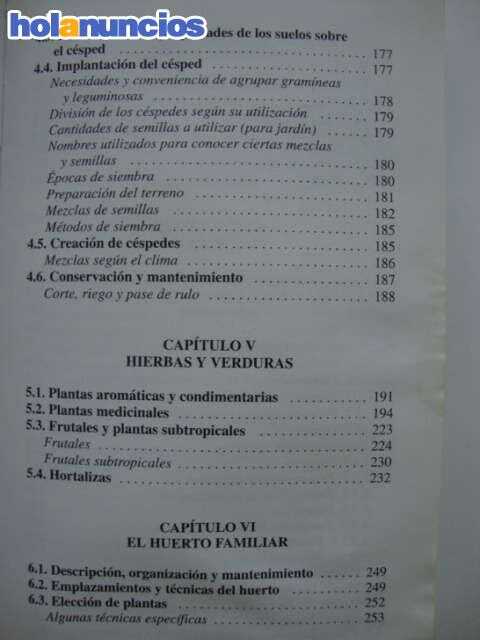 holanuncios
ades de los suelos sobre
el césped ..................... 177
4.4. Implantación del césped ..................... 177
Necesidades y conveniencia de agrupar gramíneas
y leguminosas ..................... 178
División de los céspedes según su utilización ..................... 179
Cantidades de semillas a utilizar (para jardín) ..................... 179
Nombres utilizados para conocer ciertas mezclas
y semillas ..................... 180
Épocas de siembra ..................... 180
Preparación del terreno ..................... 181
Mezclas de semillas ..................... 182
Métodos de siembra ..................... 185
4.5. Creación de céspedes ..................... 185
Mezclas según el clima ..................... 186
4.6. Conservación y mantenimiento ..................... 187
Corte, riego y pase de rulo ..................... 188
CAPÍTULO V
HIERBAS Y VERDURAS
5.1. Plantas aromáticas y condimentarias ..................... 191
5.2. Plantas medicinales ..................... 194
5.3. Frutales y plantas subtropicales ..................... 223
Frutales ..................... 224
Frutales subtropicales ..................... 230
5.4. Hortalizas ..................... 232
CAPÍTULO VI
EL HUERTO FAMILIAR
6.1. Descripción, organización y mantenimiento ...... 249
6.2. Emplazamientos y técnicas del huerto ..................... 249
6.3. Elección de plantas ..................... 252
Algunas técnicas específicas ..................... 253